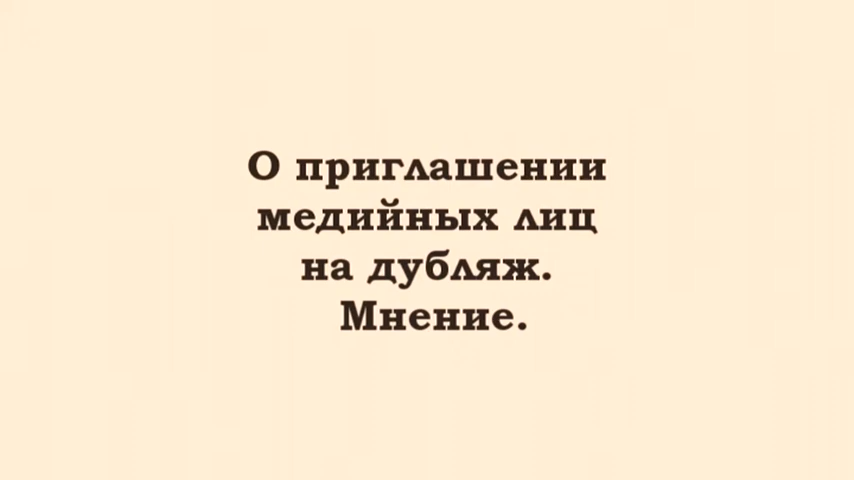 О приглашении
медийных лиц
на дубляж.
Мнение.